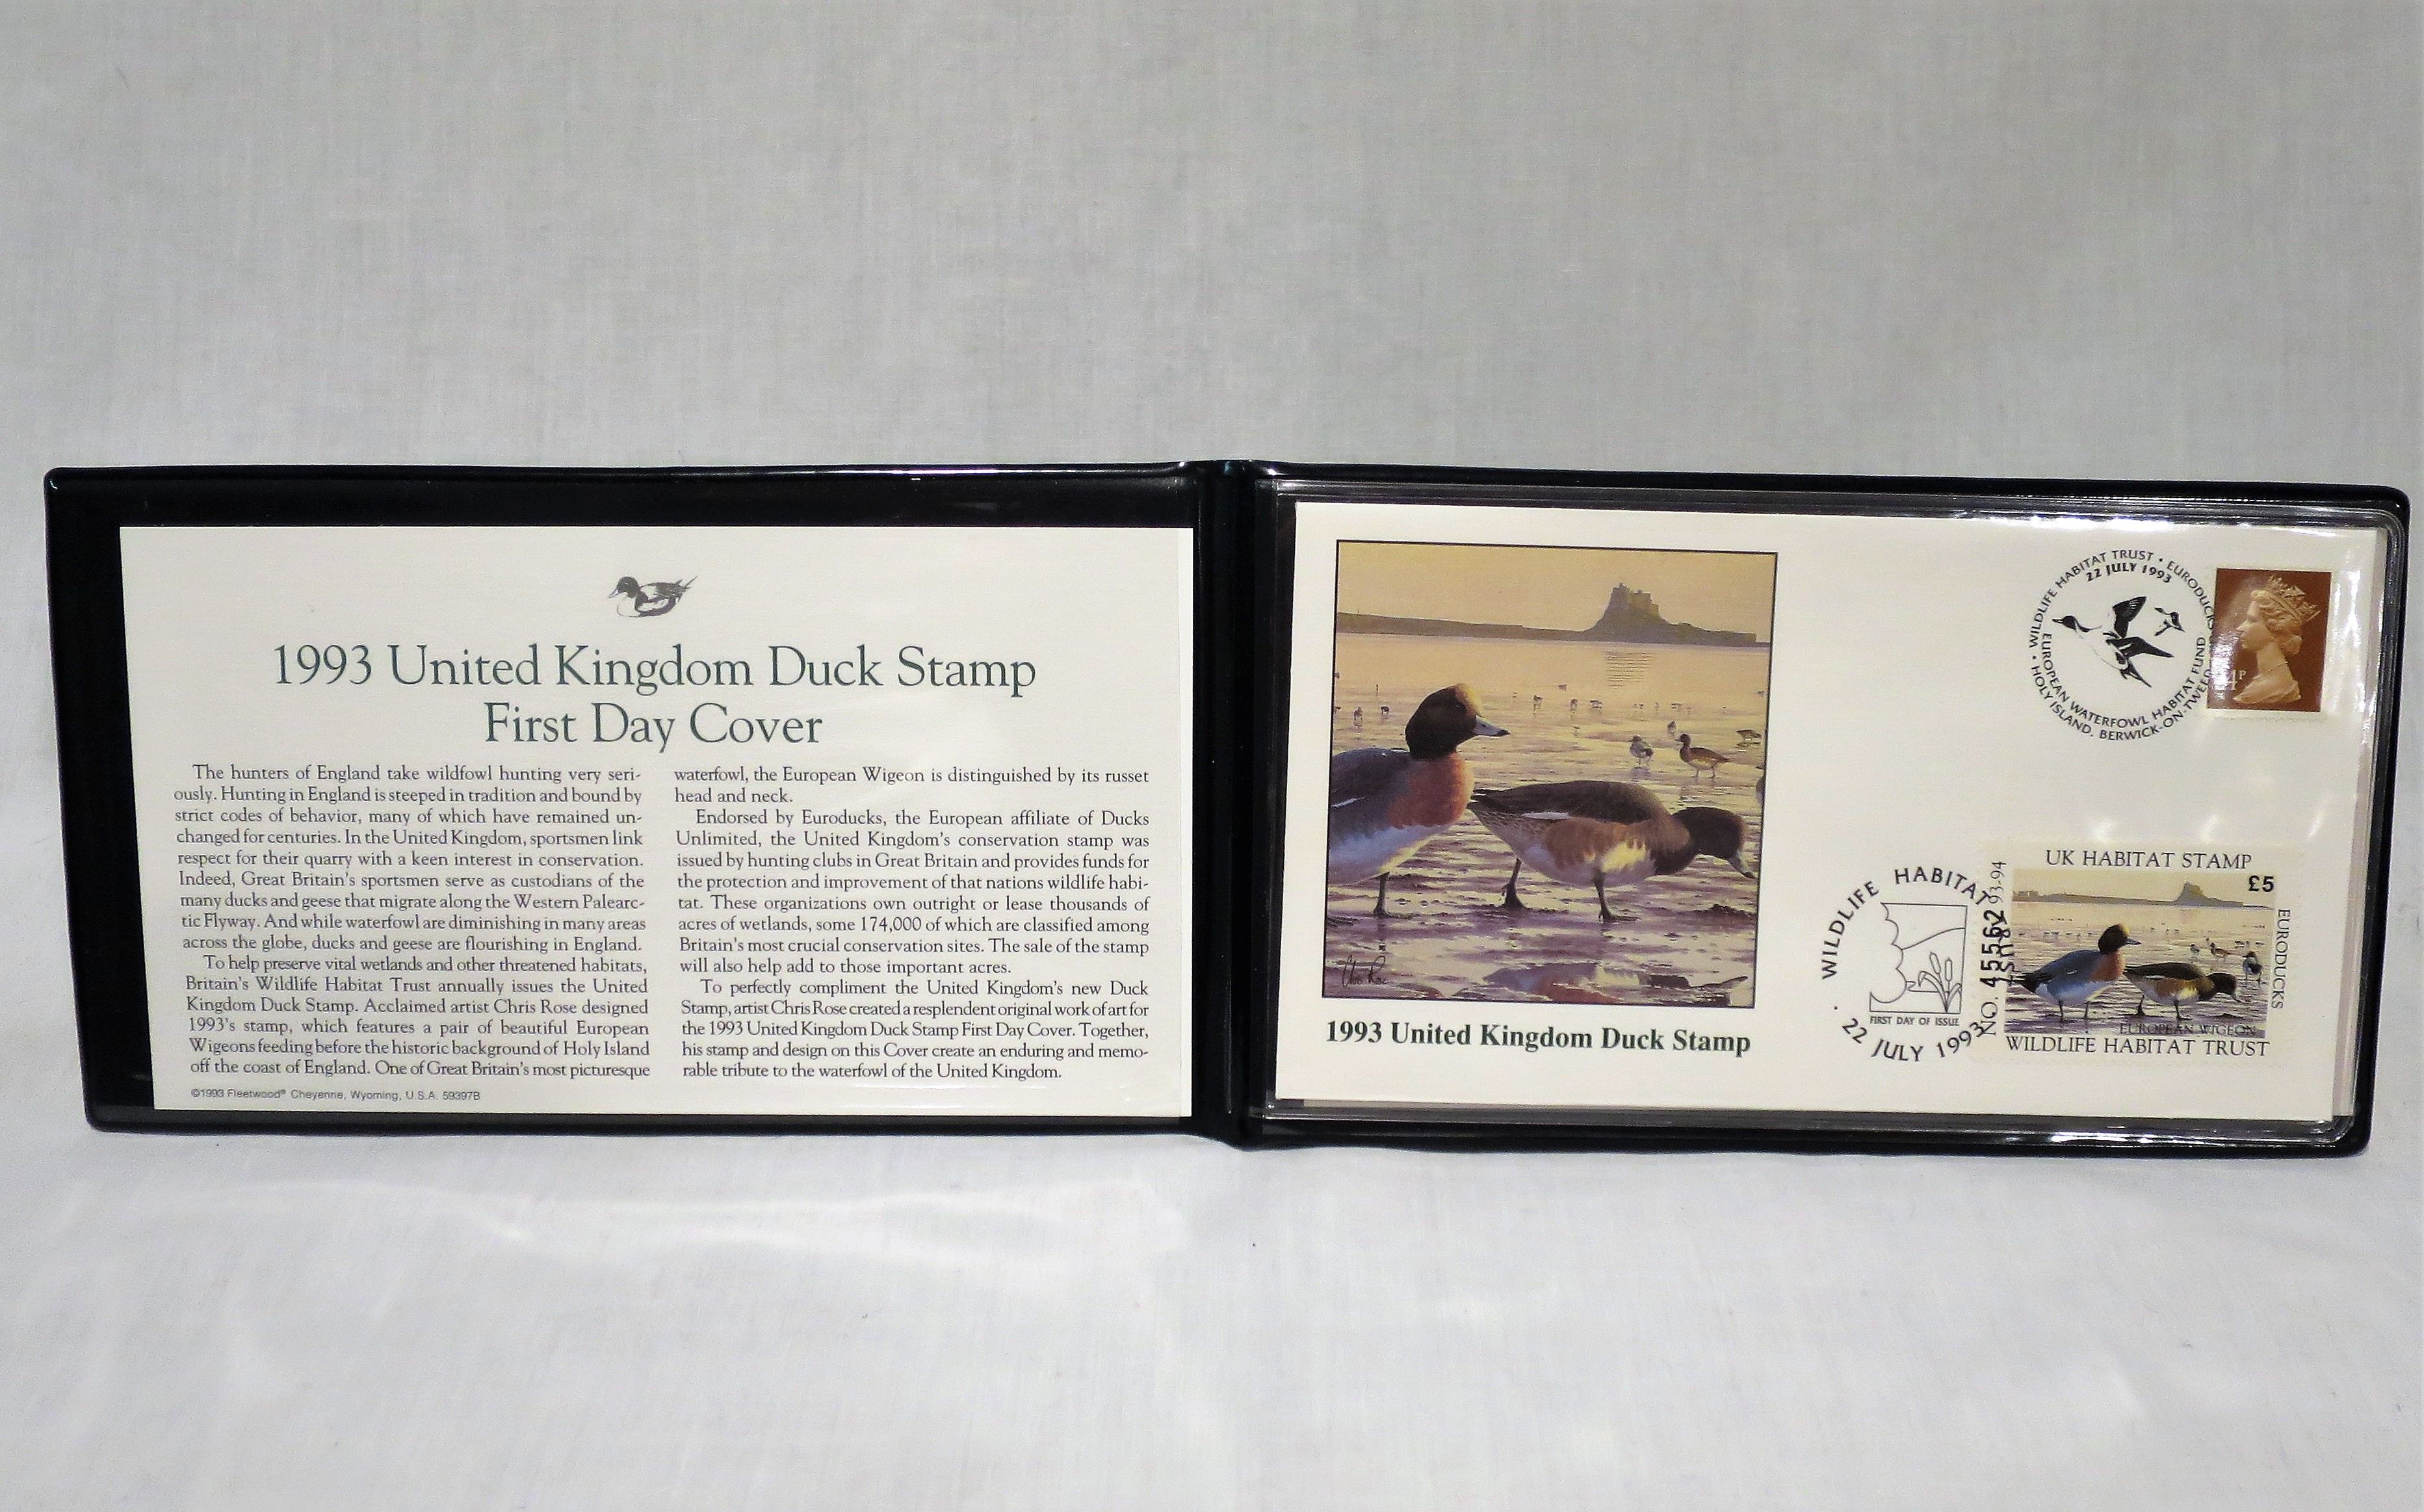 1993 United Kingdom Duck Stamp
First Day Cover
The hunters of England take wildfowl hunting very seri-
ously. Hunting in England is steeped in tradition and bound by
strict codes of behavior, many of which have remained un-
changed for centuries. In the United Kingdom, sportsmen link
respect for their quarry with a keen interest in conservation.
Indeed, Great Britain's sportsmen serve as custodians of the
many ducks and geese that migrate along the Western Palearc-
tic Flyway. And while waterfowl are diminishing in many areas
across the globe, ducks and geese are flourishing in England.
To help preserve vital wetlands and other threatened habitats,
Britain's Wildlife Habitat Trust annually issues the United
Kingdom Duck Stamp. Acclaimed artist Chris Rose designed
1993's stamp, which features a pair of beautiful European
Wigeons feeding before the historic background of Holy Island
off the coast of England. One of Great Britain's most picturesque
©1993 Fleetwood® Cheyenne, Wyoming, U.S.A. 59397B
waterfowl, the European Wigeon is distinguished by its russet
head and neck.
Endorsed by Euroducks, the European affiliate of Ducks
Unlimited, the United Kingdom's conservation stamp was
issued by hunting clubs in Great Britain and provides funds for
the protection and improvement of that nations wildlife habi-
tat. These organizations own outright or lease thousands of
acres of wetlands, some 174,000 of which are classified among
Britain's most crucial conservation sites. The sale of the stamp
will also help add to those important acres.
To perfectly compliment the United Kingdom's new Duck
Stamp, artist Chris Rose created a resplendent original work of art for
the 1993 United Kingdom Duck Stamp First Day Cover. Together,
his stamp and design on this Cover create an enduring and memo-
rable tribute to the waterfowl of the United Kingdom.
Chris Rose
1993 United Kingdom Duck Stamp
• WILDLIFE HABITAT TRUST • EURODUCKS
22 JULY 1993
EUROPEAN WATERFOWL HABITAT FUND
• HOLY ISLAND. BERWICK-ON-TWEED
WILDLIFE HABITAT
FIRST DAY OF ISSUE
• 22 JULY 1993
NO. 45562
93-94
UK HABITAT STAMP
£5
EURODUCKS
EUROPEAN WIGEON
WILDLIFE HABITAT TRUST